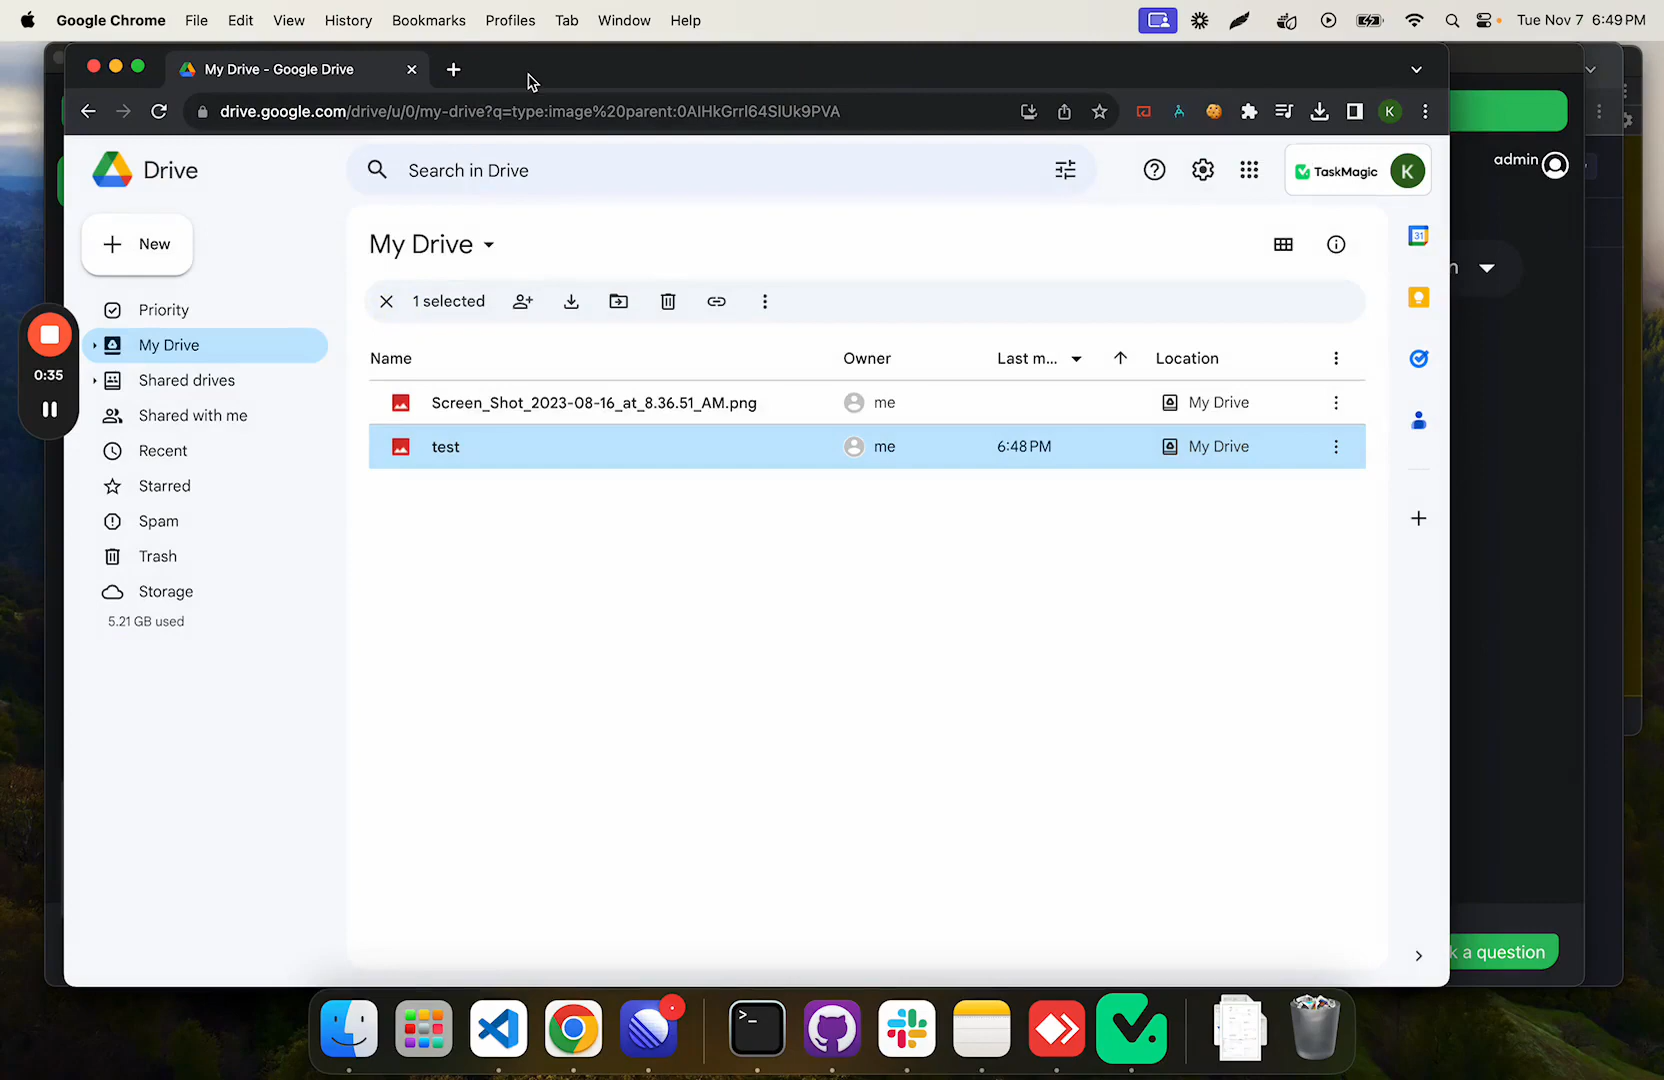 Google Chrome File Edit View History Bookmarks Profiles Tab Window Help
Tue Nov 7 6:49 PM
My Drive - Google Drive
drive.google.com/drive/u/0/my-drive?q=type:image%20parent:0AIHkGrrI64SlUk9PVA
K
admin
Drive
Search in Drive
TaskMagic K
New
My Drive
31
1 selected
Priority
My Drive
Shared drives
Shared with me
Recent
Starred
Spam
Trash
Storage
5.21 GB used
0:35
Name Owner Last m... Location
Screen_Shot_2023-08-16_at_8.36.51_AM.png me My Drive
test me 6:48 PM My Drive
n
k a question
>_